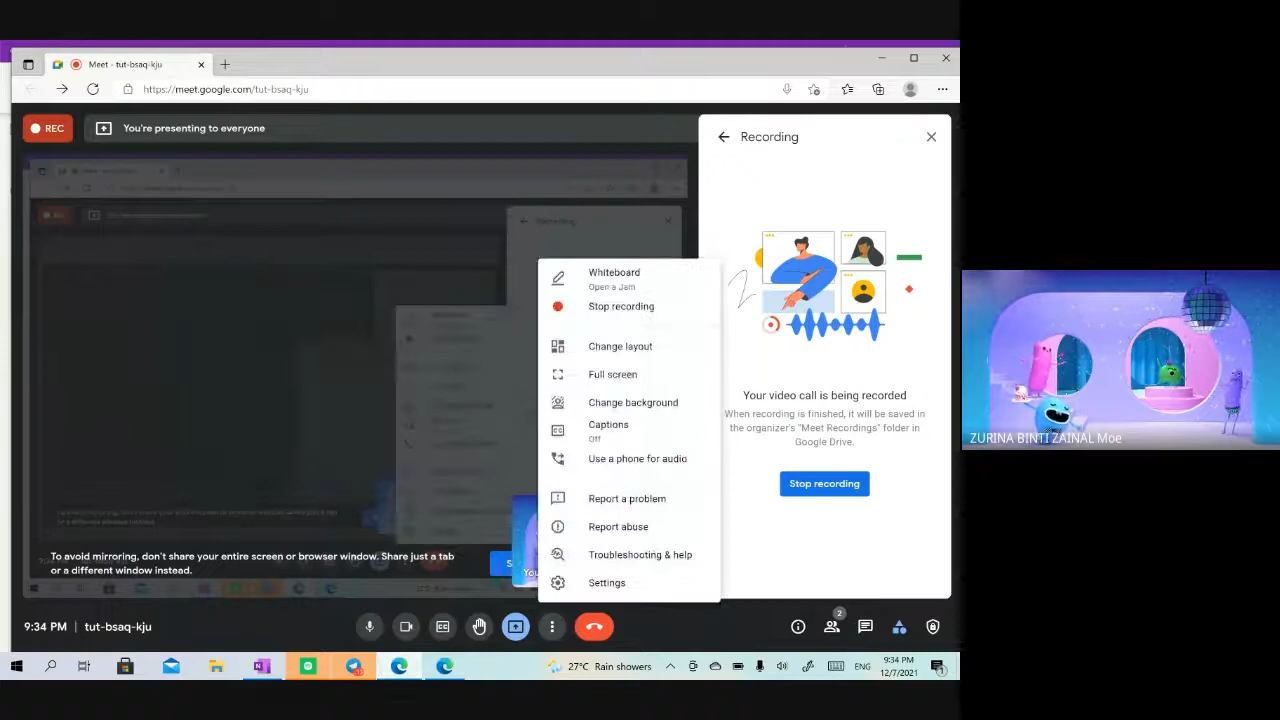 Meet - tut-bsaq-kju
https://meet.google.com/tut-bsaq-kju
REC
You're presenting to everyone
Recording
Recording
Whiteboard
Open a Jam
Stop recording
Change layout
Full screen
Change background
Captions
Off
Use a phone for audio
Report a problem
Report abuse
Troubleshooting & help
Settings
Your video call is being recorded
When recording is finished, it will be saved
in the organizer's "Meet Recordings" folder in
Google Drive.
Stop recording
To avoid mirroring, don't share your entire screen or browser window. Share just a tab
or a different window instead.
9:34 PM
tut-bsaq-kju
2
27°C Rain showers
ENG
9:34 PM
12/7/2021
ZURINA BINTI ZAINAL Moe